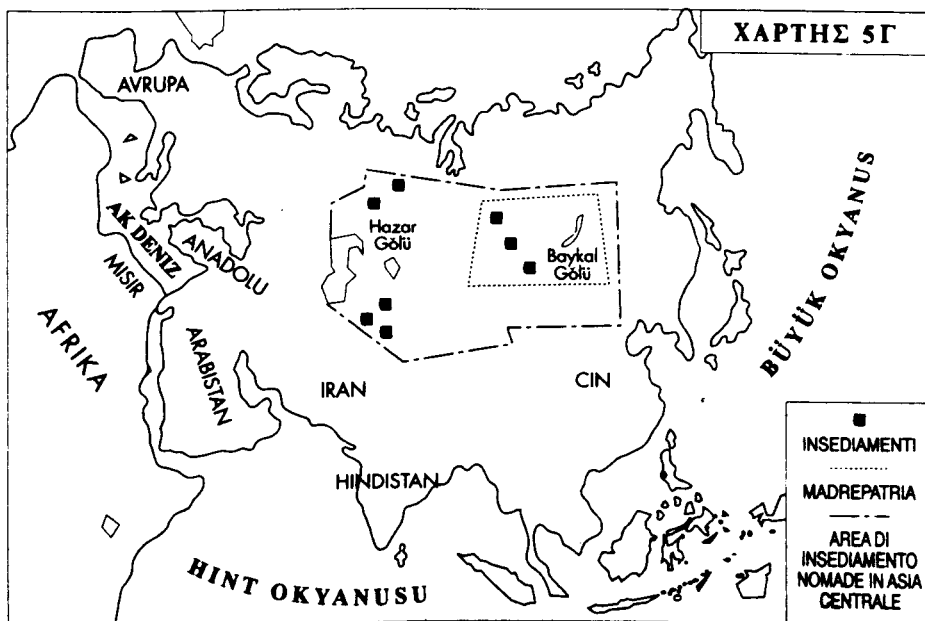 ΧΑΡΤΗΣ 5Γ
AVRUPA
AK DENIZ
ANADOLU
MISIR
AFRIKA
ARABISTAN
Hazar
Gölü
Baykal
Gölü
BÜYÜK OKYANUS
IRAN
CIN
HINDISTAN
HINT OKYANUSU
INSEDIAMENTI
MADREPATRIA
AREA DI
INSEDIAMENTO
NOMADE IN ASIA
CENTRALE